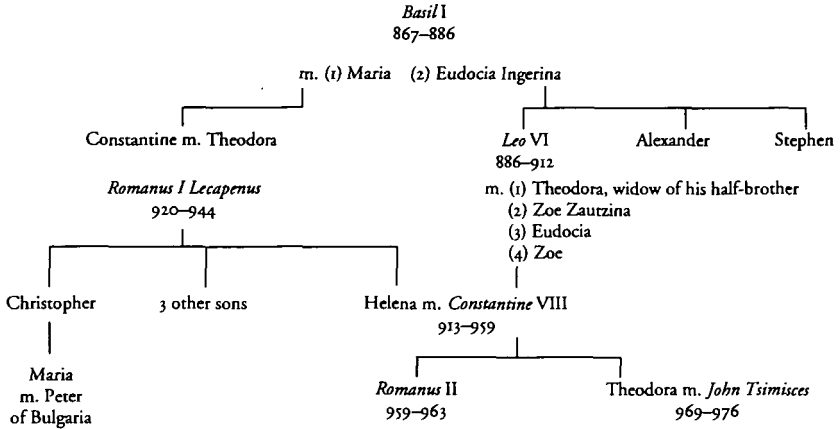 Basil I
867–886
m. (1) Maria (2) Eudocia Ingerina
Constantine m. Theodora
Leo VI
886–912
Alexander
Stephen
m. (1) Theodora, widow of his half-brother
(2) Zoe Zautzina
(3) Eudocia
(4) Zoe
Romanus I Lecapenus
920–944
Christopher
3 other sons
Helena m. Constantine VIII
913–959
Maria
m. Peter
of Bulgaria
Romanus II
959–963
Theodora m. John Tsimisces
969–976